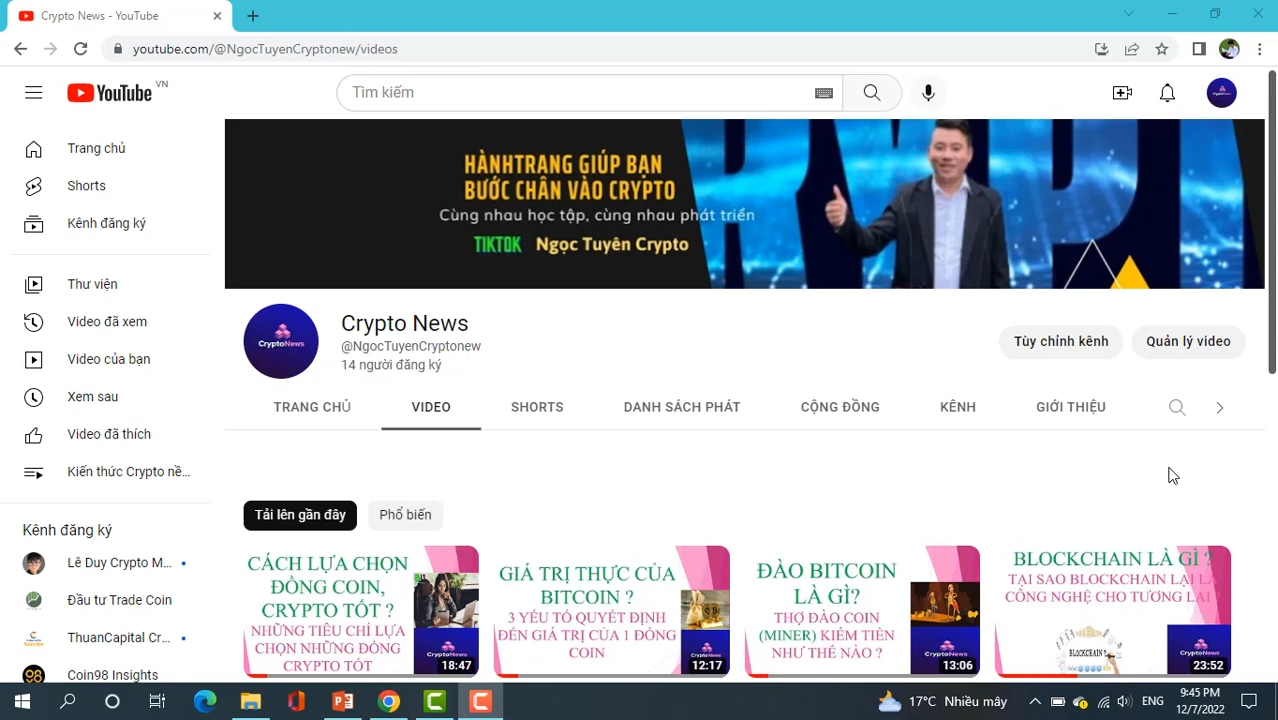 Crypto News - YouTube
youtube.com/@NgocTuyenCryptonew/videos
YouTube VN
Tìm kiếm
Trang chủ
Shorts
Kênh đăng ký
Thư viện
Video đã xem
Video của bạn
Xem sau
Video đã thích
Kiến thức Crypto nề...
Kênh đăng ký
Lê Duy Crypto M...
Đầu tư Trade Coin
ThuanCapital Cr...
Coin98 Insights
HÀNHTRANG GIÚP BẠN
BƯỚC CHÂN VÀO CRYPTO
Cùng nhau học tập, cùng nhau phát triển
TIKTOK Ngọc Tuyên Crypto
CryptoNews
Crypto News
@NgocTuyenCryptonew
14 người đăng ký
Tùy chỉnh kênh
Quản lý video
TRANG CHỦ
VIDEO
SHORTS
DANH SÁCH PHÁT
CỘNG ĐỒNG
KÊNH
GIỚI THIỆU
Tải lên gần đây
Phổ biến
CÁCH LỰA CHỌN
ĐỒNG COIN,
CRYPTO TỐT ?
NHỮNG TIÊU CHÍ LỰA
CHỌN NHỮNG ĐỒNG
CRYPTO TỐT
CryptoNews
18:47
GIÁ TRỊ THỰC CỦA
BITCOIN ?
3 YẾU TỐ QUYẾT ĐỊNH
ĐẾN GIÁ TRỊ CỦA 1 ĐỒNG
COIN
CryptoNews
12:17
ĐÀO BITCOIN
LÀ GÌ?
THỢ ĐÀO COIN
(MINER) KIẾM TIỀN
NHƯ THẾ NÀO ?
CryptoNews
13:06
BLOCKCHAIN LÀ GÌ ?
TẠI SAO BLOCKCHAIN LẠI LÀ
CÔNG NGHỆ CHO TƯƠNG LAI ?
BLOCKCHAIN ?
CryptoNews
23:52
17°C Nhiều mây
ENG
9:45 PM
12/7/2022